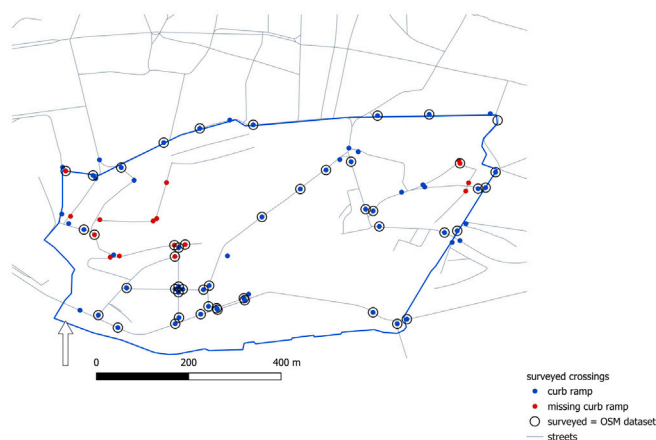 0 200 400 m
surveyed crossings
curb ramp
missing curb ramp
surveyed = OSM dataset
streets